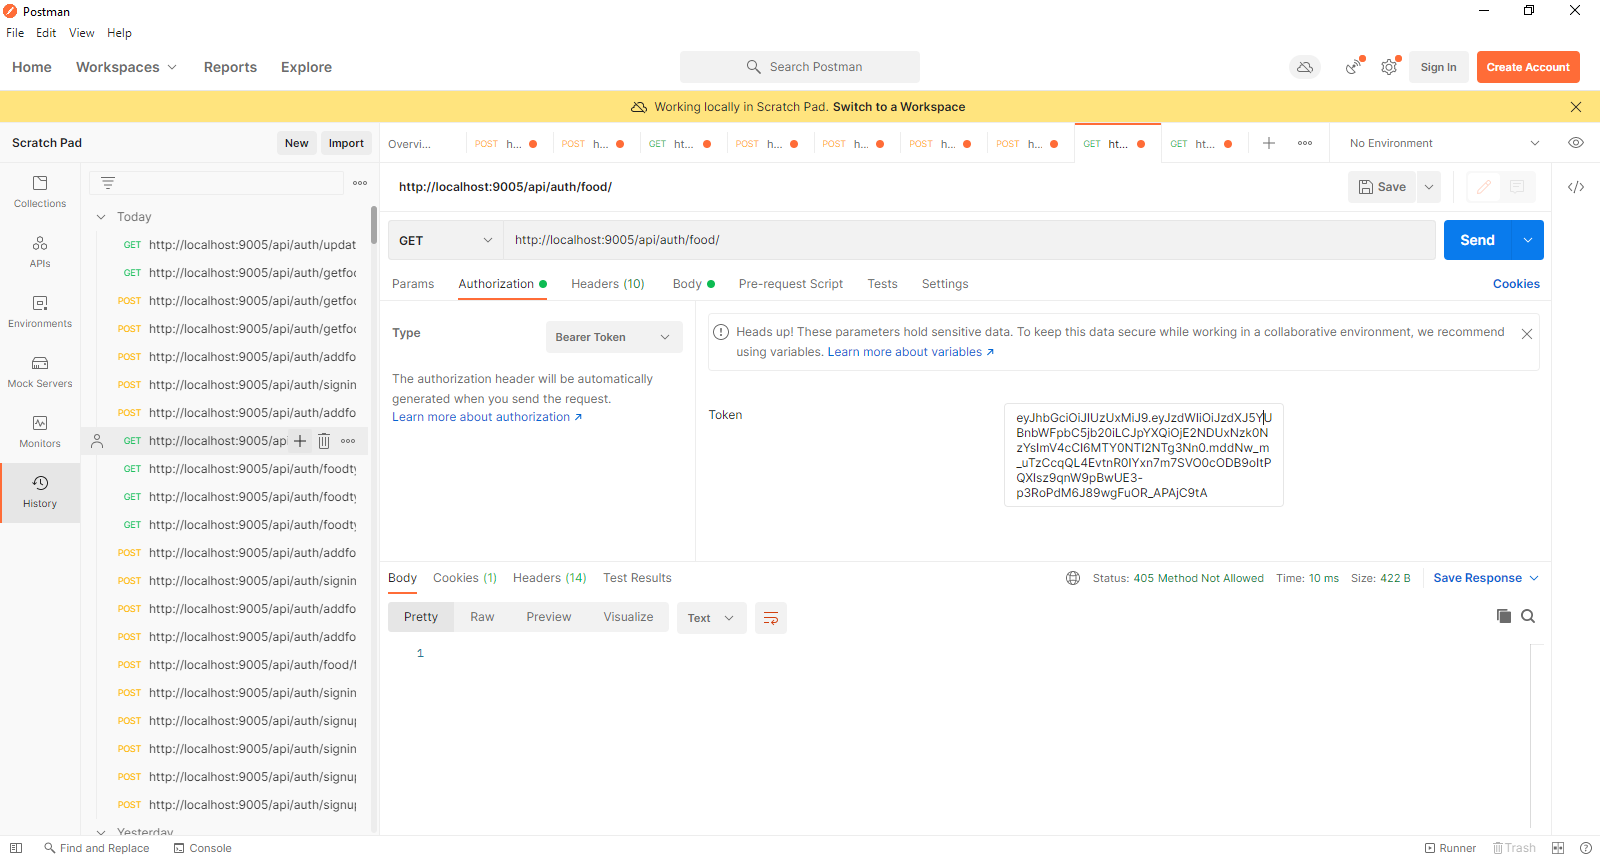 Postman
File Edit View Help
Home Workspaces Reports Explore
Search Postman
Sign In
Create Account
Working locally in Scratch Pad. Switch to a Workspace
Scratch Pad
New
Import
Overvi...
POST h...
POST h...
GET ht...
POST h...
POST h...
POST h...
POST h...
GET ht...
GET ht...
No Environment
Collections
APIs
Environments
Mock Servers
Monitors
History
Today
GET http://localhost:9005/api/auth/updat
GET http://localhost:9005/api/auth/getfoc
POST http://localhost:9005/api/auth/getfoc
POST http://localhost:9005/api/auth/getfoc
POST http://localhost:9005/api/auth/addfo
POST http://localhost:9005/api/auth/signin
POST http://localhost:9005/api/auth/addfo
GET http://localhost:9005/api
GET http://localhost:9005/api/auth/foodty
GET http://localhost:9005/api/auth/foodty
GET http://localhost:9005/api/auth/foodty
POST http://localhost:9005/api/auth/addfo
POST http://localhost:9005/api/auth/signin
POST http://localhost:9005/api/auth/addfo
POST http://localhost:9005/api/auth/addfo
POST http://localhost:9005/api/auth/food/f
POST http://localhost:9005/api/auth/signin
POST http://localhost:9005/api/auth/signup
POST http://localhost:9005/api/auth/signin
POST http://localhost:9005/api/auth/signup
POST http://localhost:9005/api/auth/signup
Yesterday
http://localhost:9005/api/auth/food/
Save
GET
http://localhost:9005/api/auth/food/
Send
Params Authorization Headers (10) Body Pre-request Script Tests Settings
Cookies
Type
Bearer Token
The authorization header will be automatically
generated when you send the request.
Learn more about authorization ↗
Heads up! These parameters hold sensitive data. To keep this data secure while working in a collaborative environment, we recommend
using variables. Learn more about variables ↗
Token
eyJhbGciOiJIUzUxMiJ9.eyJzdWIiOiJzdXJ5YU
BnbWFpbC5jb20iLCJpYXQiOjE2NDUxNzk0N
zYsImV4cCI6MTY0NTI2NTg3Nn0.mddNw_m
_uTzCcqQL4EvtnR0IYxn7m7SVO0cODB9oItP
QXIsz9qnW9pBwUE3-
p3RoPdM6J89wgFuOR_APAjC9tA
Body Cookies (1) Headers (14) Test Results
Status: 405 Method Not Allowed Time: 10 ms Size: 422 B
Save Response
Pretty Raw Preview Visualize
Text
1
Find and Replace
Console
Runner
Trash